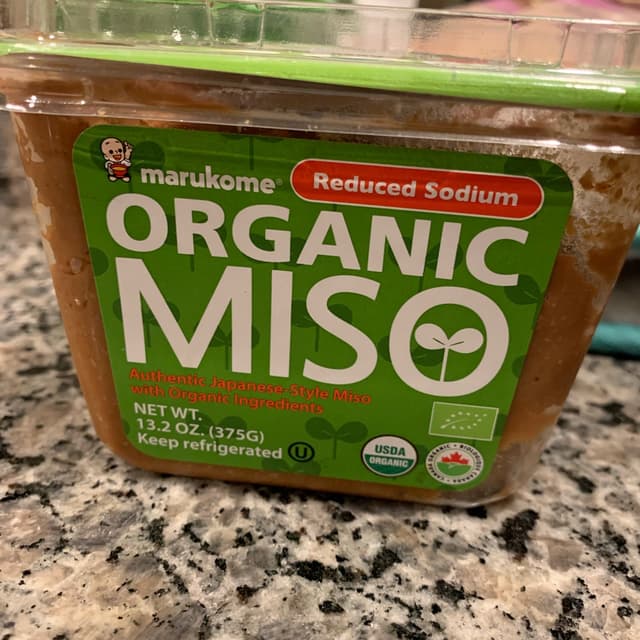 marukome
Reduced Sodium
ORGANIC
MISO
Authentic Japanese-Style Miso
with Organic Ingredients
NET WT.
13.2 OZ. (375G)
Keep refrigerated U
USDA
ORGANIC